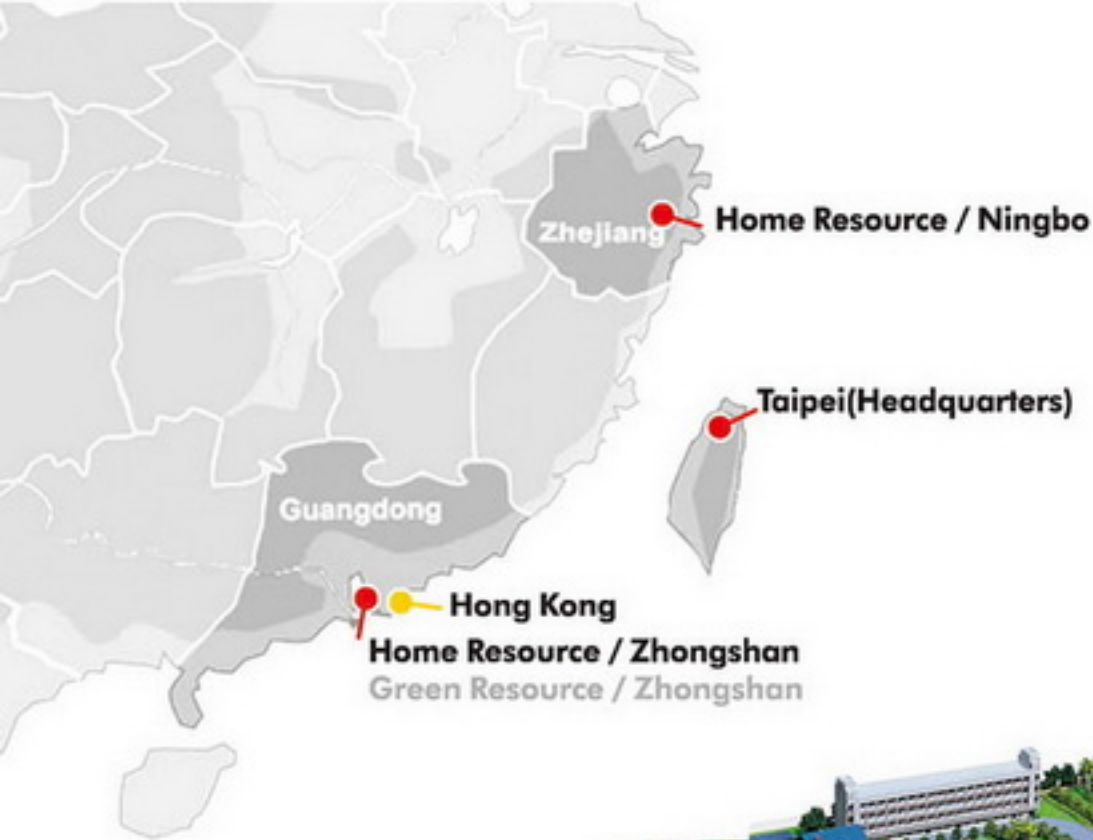 Zhejiang
Home Resource / Ningbo
Taipei(Headquarters)
Guangdong
Hong Kong
Home Resource / Zhongshan
Green Resource / Zhongshan